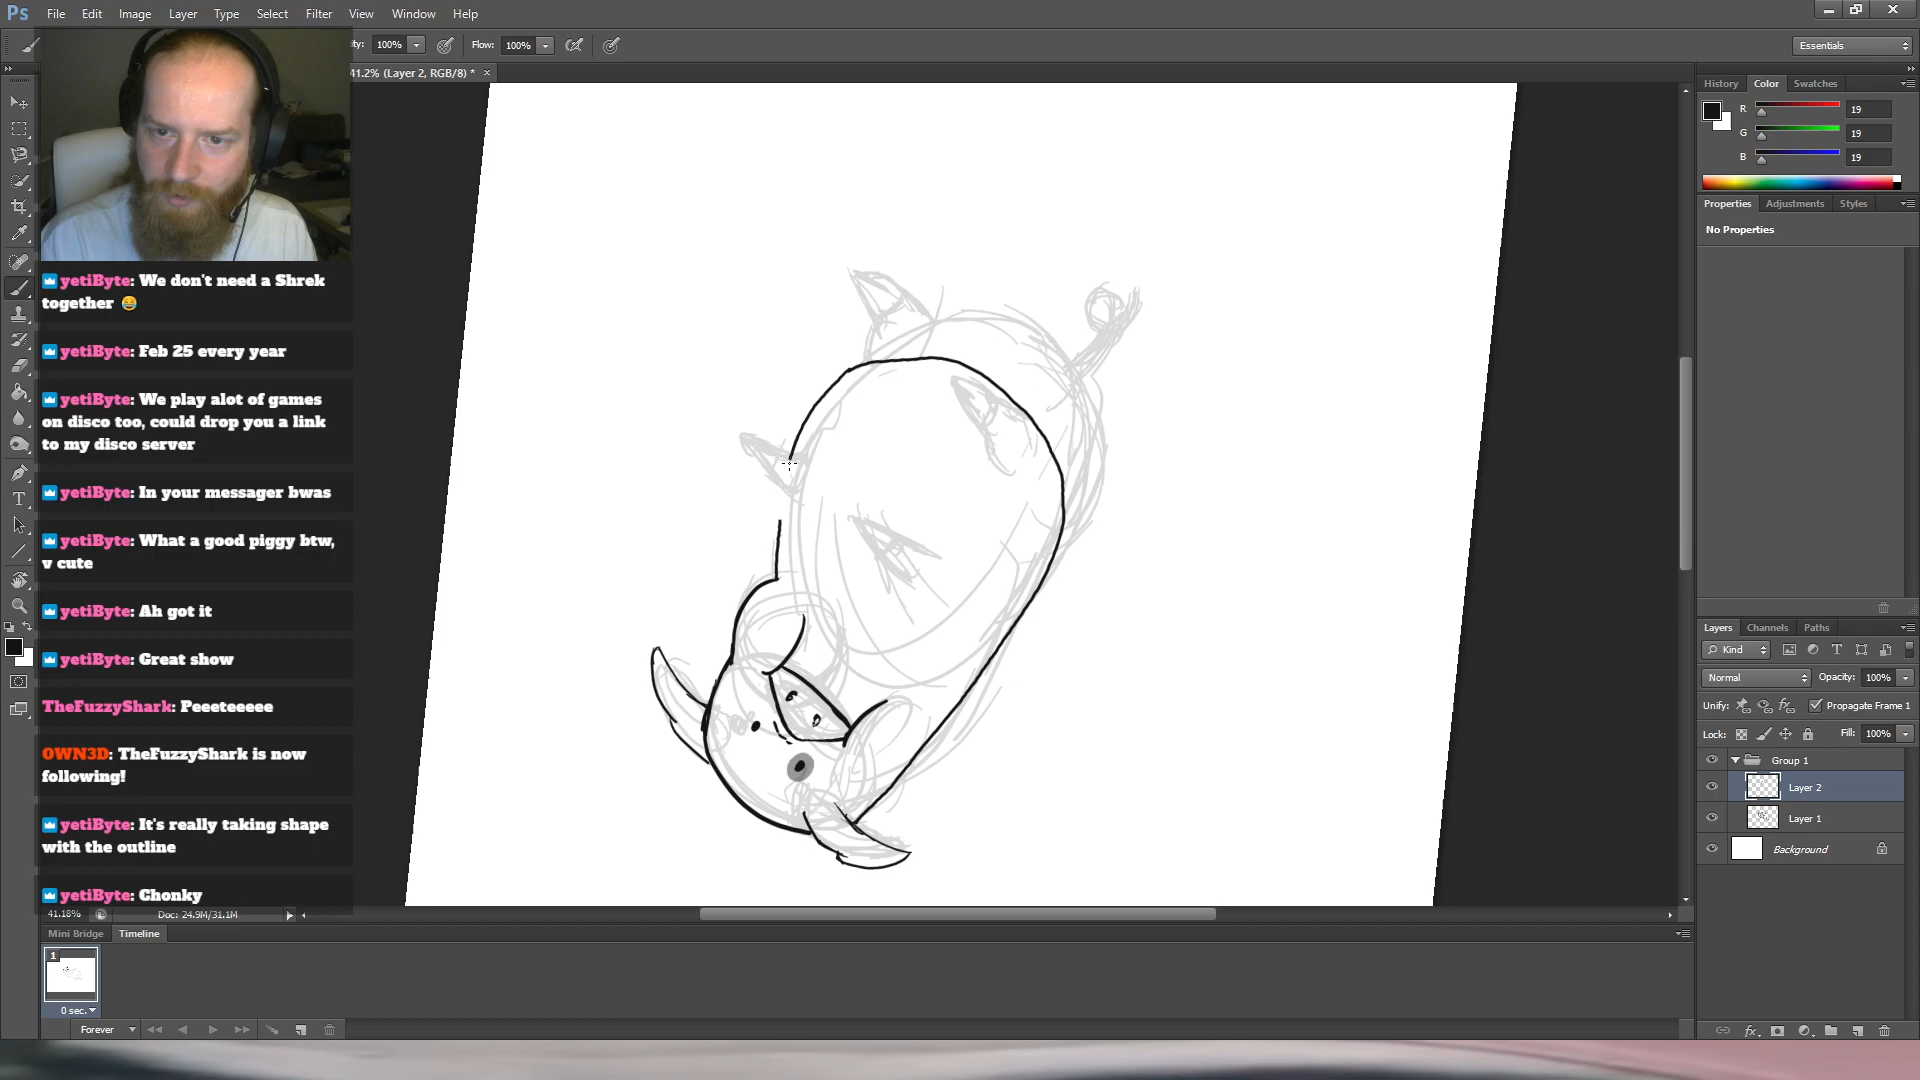 Ps File Edit Image Layer Type Select Filter View Window Help
ity: 100% Flow: 100% Essentials
41.2% (Layer 2, RGB/8) * ×
History Color Swatches
R 19
G 19
B 19
Properties Adjustments Styles
No Properties
yetiByte: We don't need a Shrek
together 😂
yetiByte: Feb 25 every year
yetiByte: We play alot of games
on disco too, could drop you a link
to my disco server
yetiByte: In your messager bwas
yetiByte: What a good piggy btw,
v cute
yetiByte: Ah got it
yetiByte: Great show
TheFuzzyShark: Peeeteeeee
OWN3D: TheFuzzyShark is now
following!
yetiByte: It's really taking shape
with the outline
yetiByte: Chonky
T
Layers Channels Paths
Kind
Normal Opacity: 100%
Unify: Propagate Frame 1
Lock: Fill: 100%
Group 1
Layer 2
Layer 1
Background
41.18% Doc: 24.9M/31.1M
Mini Bridge Timeline
1
0 sec.
Forever
fx